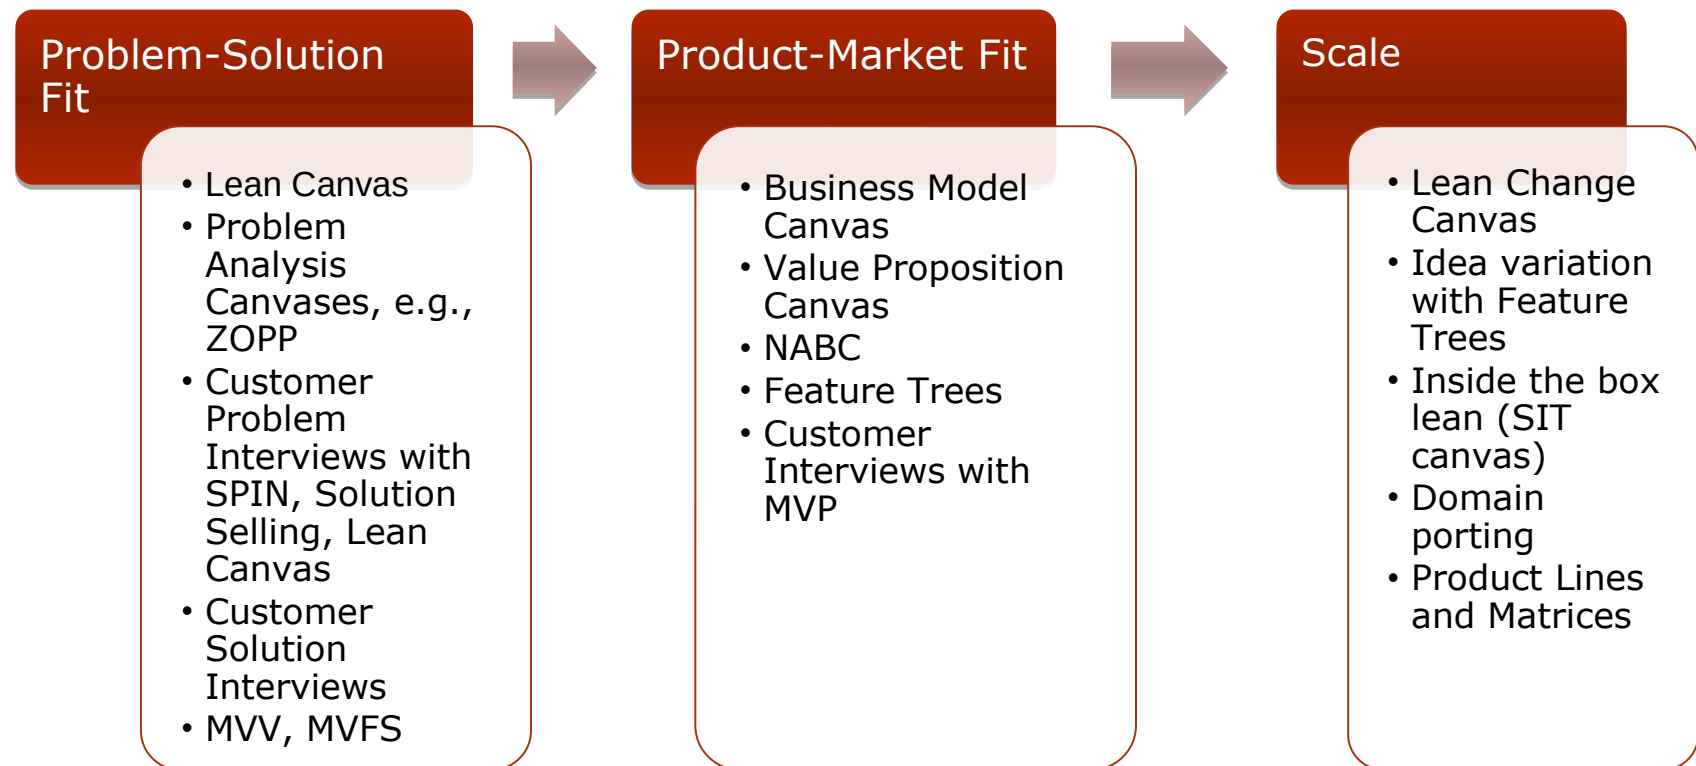 Problem-Solution
Fit
• Lean Canvas
• Problem
Analysis
Canvases, e.g.,
ZOPP
• Customer
Problem
Interviews with
SPIN, Solution
Selling, Lean
Canvas
• Customer
Solution
Interviews
• MVV, MVFS
Product-Market Fit
• Business Model
Canvas
• Value Proposition
Canvas
• NABC
• Feature Trees
• Customer
Interviews with
MVP
Scale
• Lean Change
Canvas
• Idea variation
with Feature
Trees
• Inside the box
lean (SIT
canvas)
• Domain
porting
• Product Lines
and Matrices